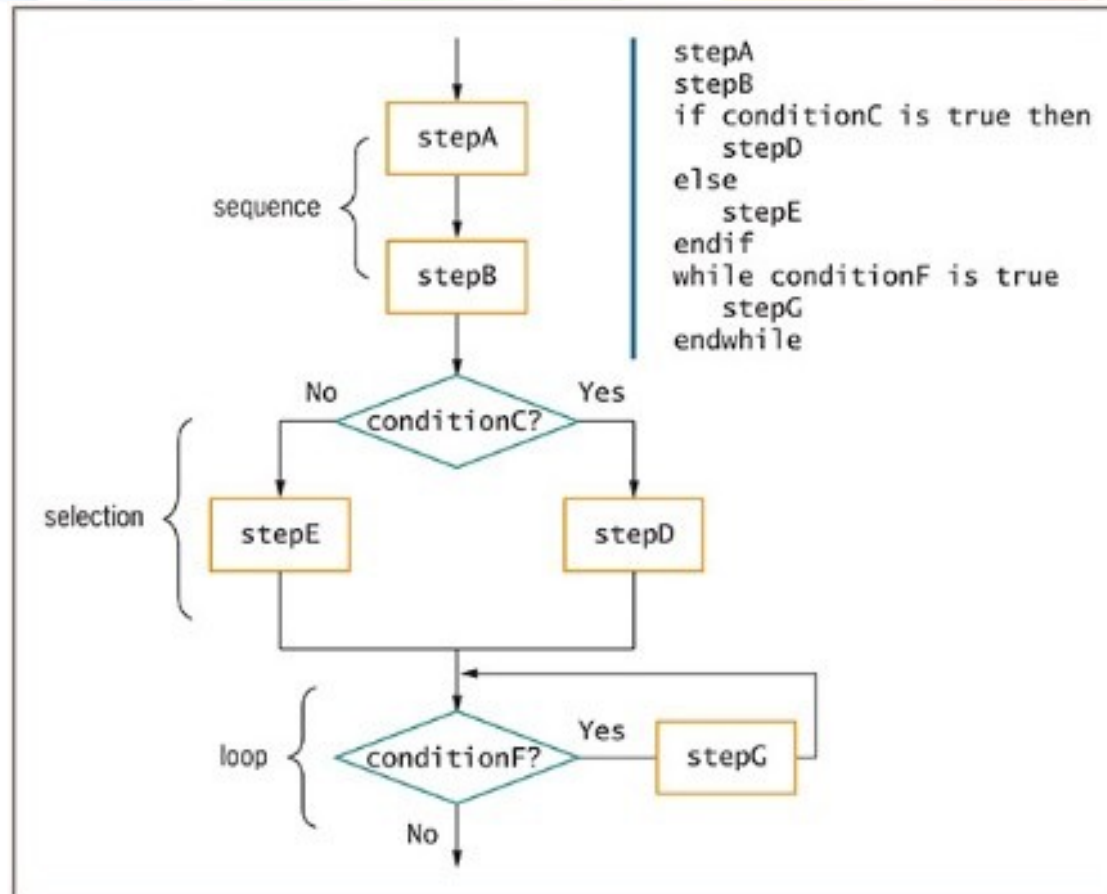 stepA
stepB
if conditionC is true then
stepD
else
stepE
endif
while conditionF is true
stepG
endwhile
stepA
sequence
stepB
No
Yes
conditionC?
selection
stepE
stepD
loop
conditionF?
Yes
stepG
No